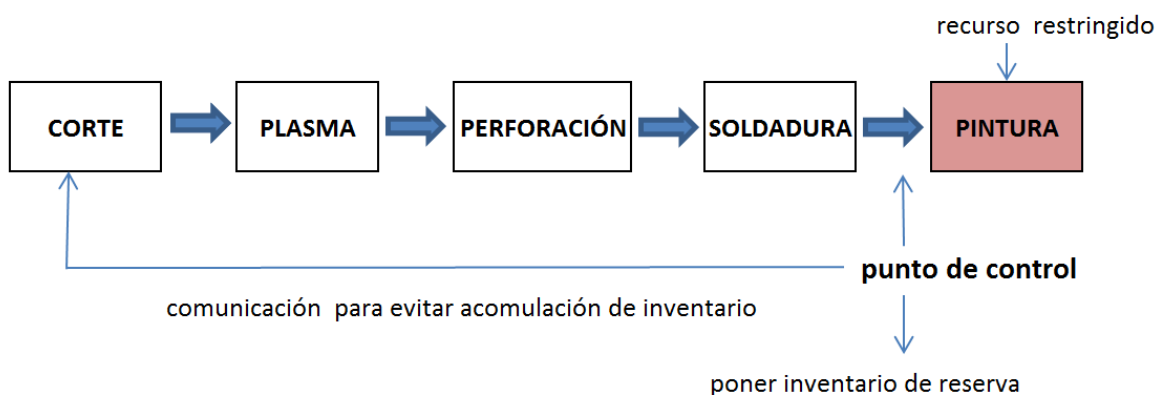 recurso restringido
CORTE
PLASMA
PERFORACIÓN
SOLDADURA
PINTURA
punto de control
comunicación para evitar acomulación de inventario
poner inventario de reserva